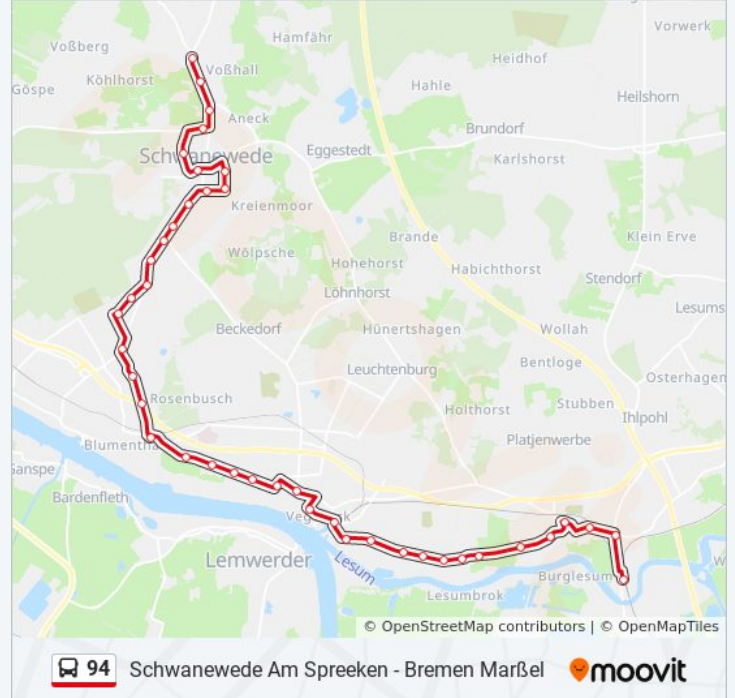 Vorwerk
Hamfähr
Voßberg
Heidhof
Voßhall
Köhlhorst
Hahle
Göspe
Heilshorn
Aneck
Brundorf
Eggestedt
Schwanewede
Karlshorst
Kreienmoor
Brande
Klein Erve
Wölpsche
Hohehorst
Habichthorst
Stendorf
Löhnhorst
Lesums
Beckedorf
Hünertshagen
Wollah
Bentloge
Leuchtenburg
Osterhagen
Rosenbusch
Stubben
Holthorst
Ihlpohl
Platjenwerbe
Blumentha
Ganspe
Bardenfleth
Lemwerder
Lesum
W
Burglesum
Lesumbrok
© OpenStreetMap contributors | © OpenMapTiles
94 Schwanewede Am Spreeken - Bremen Marßel moovit